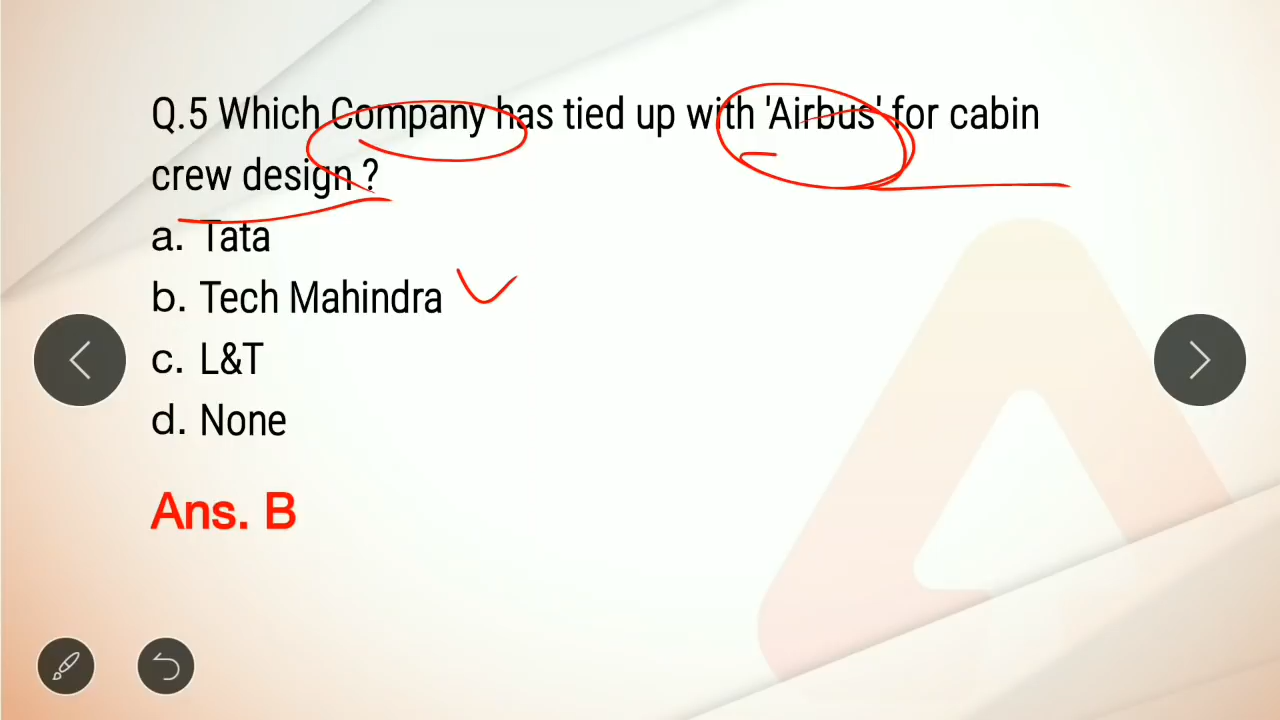 Q.5 Which Company has tied up with 'Airbus' for cabin
crew design ?
a. Tata
b. Tech Mahindra
c. L&T
d. None
Ans. B